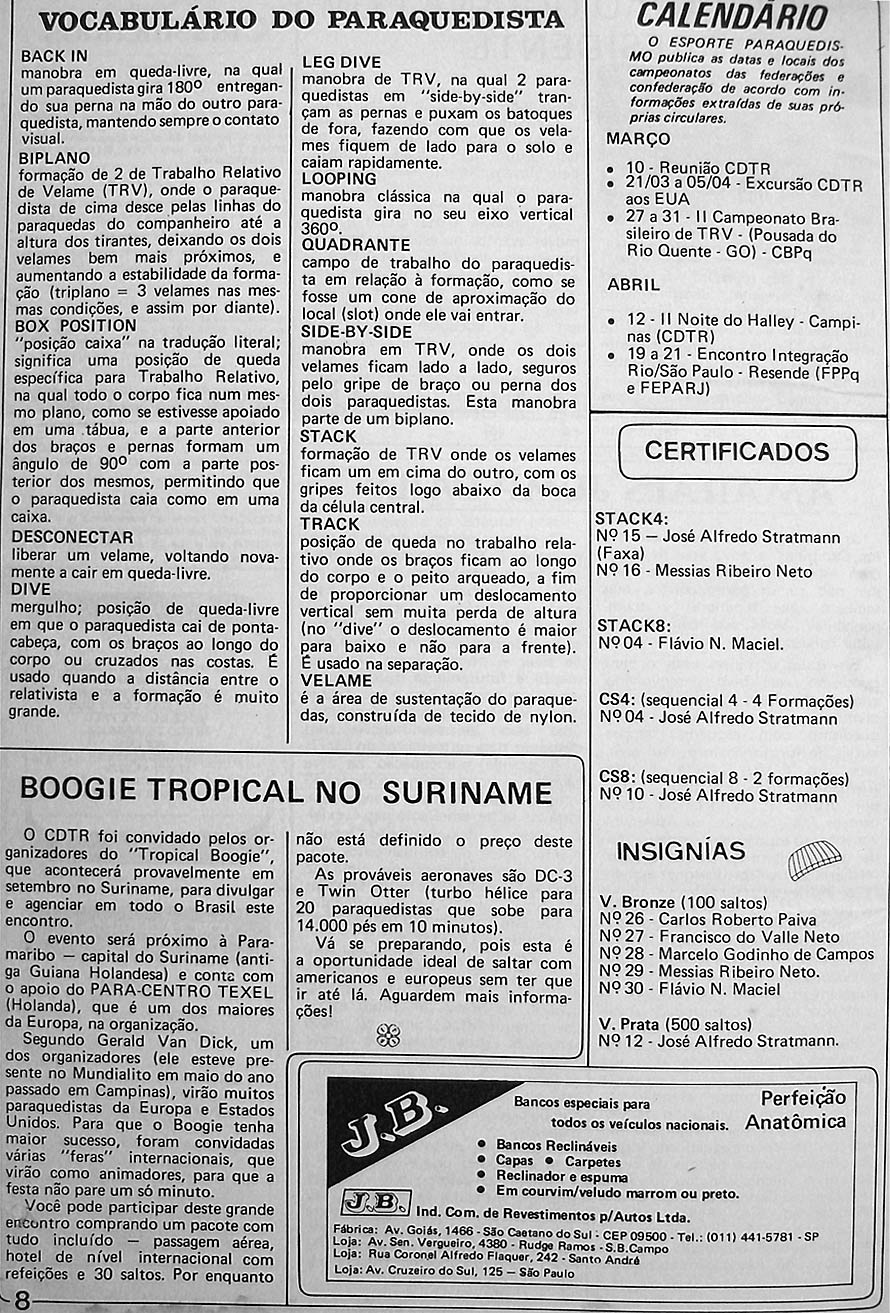 VOCABULÁRIO DO PARAQUEDISTA
BACK IN
manobra em queda-livre, na qual
um paraquedista gira 180º entregan-
do sua perna na mão do outro para-
quedista, mantendo sempre o contato
visual.
BIPLANO
formação de 2 de Trabalho Relativo
de Velame (TRV), onde o paraque-
dista de cima desce pelas linhas do
paraquedas do companheiro até a
altura dos tirantes, deixando os dois
velames bem mais próximos, e
aumentando a estabilidade da forma-
ção (triplano = 3 velames nas mes-
mas condições, e assim por diante).
BOX POSITION
"posição caixa" na tradução literal;
significa uma posição de queda
específica para Trabalho Relativo,
na qual todo o corpo fica num mes-
mo plano, como se estivesse apoiado
em uma .tábua, e a parte anterior
dos braços e pernas formam um
ângulo de 90º com a parte pos-
terior dos mesmos, permitindo que
o paraquedista caia como em uma
caixa.
DESCONECTAR
liberar um velame, voltando nova-
mente a cair em queda-livre.
DIVE
mergulho; posição de queda-livre
em que o paraquedista cai de ponta-
cabeça, com os braços ao longo do
corpo ou cruzados nas costas. É
usado quando a distância entre o
relativista e a formação é muito
grande.
LEG DIVE
manobra de TRV, na qual 2 para-
quedistas em "side-by-side" tran-
çam as pernas e puxam os batoques
de fora, fazendo com que os vela-
mes fiquem de lado para o solo e
caiam rapidamente.
LOOPING
manobra clássica na qual o para-
quedista gira no seu eixo vertical
360º.
QUADRANTE
campo de trabalho do paraquedis-
ta em relação à formação, como se
fosse um cone de aproximação do
local (slot) onde ele vai entrar.
SIDE-BY-SIDE
manobra em TRV, onde os dois
velames ficam lado a lado, seguros
pelo gripe de braço ou perna dos
dois paraquedistas. Esta manobra
parte de um biplano.
STACK
formação de TRV onde os velames
ficam um em cima do outro, com os
gripes feitos logo abaixo da boca
da célula central.
TRACK
posição de queda no trabalho rela-
tivo onde os braços ficam ao longo
do corpo e o peito arqueado, a fim
de proporcionar um deslocamento
vertical sem muita perda de altura
(no "dive" o deslocamento é maior
para baixo e não para a frente).
É usado na separação.
VELAME
é a área de sustentação do paraque-
das, construída de tecido de nylon.
CALENDÁRIO
O ESPORTE PARAQUEDIS-
MO publica as datas e locais dos
campeonatos das federações e
confederação de acordo com in-
formações extraídas de suas pró-
prias circulares.
MARÇO
• 10 - Reunião CDTR
• 21/03 a 05/04 - Excursão CDTR
aos EUA
• 27 a 31 - II Campeonato Bra-
sileiro de TRV - (Pousada do
Rio Quente - GO) - CBPq
ABRIL
• 12 - II Noite do Halley - Campi-
nas (CDTR)
• 19 a 21 - Encontro Integração
Rio/São Paulo - Resende (FPPq
e FEPARJ)
CERTIFICADOS
STACK4:
Nº 15 — José Alfredo Stratmann
(Faxa)
Nº 16 - Messias Ribeiro Neto
STACK8:
Nº 04 - Flávio N. Maciel.
CS4: (sequencial 4 - 4 Formações)
Nº 04 - José Alfredo Stratmann
CS8: (sequencial 8 - 2 formações)
Nº 10 - José Alfredo Stratmann
INSIGNÍAS
V. Bronze (100 saltos)
Nº 26 - Carlos Roberto Paiva
Nº 27 - Francisco do Valle Neto
Nº 28 - Marcelo Godinho de Campos
Nº 29 - Messias Ribeiro Neto.
Nº 30 - Flávio N. Maciel
V. Prata (500 saltos)
Nº 12 - José Alfredo Stratmann.
BOOGIE TROPICAL NO SURINAME
O CDTR foi convidado pelos or-
ganizadores do "Tropical Boogie",
que acontecerá provavelmente em
setembro no Suriname, para divulgar
e agenciar em todo o Brasil este
encontro.
O evento será próximo à Para-
maribo — capital do Suriname (anti-
ga Guiana Holandesa) e conta com
o apoio do PARA-CENTRO TEXEL
(Holanda), que é um dos maiores
da Europa, na organização.
Segundo Gerald Van Dick, um
dos organizadores (ele esteve pre-
sente no Mundialito em maio do ano
passado em Campinas), virão muitos
paraquedistas da Europa e Estados
Unidos. Para que o Boogie tenha
maior sucesso, foram convidadas
várias "feras" internacionais, que
virão como animadores, para que a
festa não pare um só minuto.
Você pode participar deste grande
encontro comprando um pacote com
tudo incluído — passagem aérea,
hotel de nível internacional com
refeições e 30 saltos. Por enquanto
não está definido o preço deste
pacote.
As prováveis aeronaves são DC-3
e Twin Otter (turbo hélice para
20 paraquedistas que sobe para
14.000 pés em 10 minutos).
Vá se preparando, pois esta é
a oportunidade ideal de saltar com
americanos e europeus sem ter que
ir até lá. Aguardem mais informa-
ções!
J.B.
Bancos especiais para
todos os veículos nacionais.
Perfeição
Anatômica
• Bancos Reclináveis
• Capas • Carpetes
• Reclinador e espuma
• Em courvim/veludo marrom ou preto.
J.B. Ind. Com. de Revestimentos p/Autos Ltda.
Fábrica: Av. Goiás, 1466 - São Caetano do Sul - CEP 09500 - Tel.: (011) 441-5781 - SP
Loja: Av. Sen. Vergueiro, 4380 - Rudge Ramos - S.B.Campo
Loja: Rua Coronel Alfredo Flaquer, 242 - Santo André
Loja: Av. Cruzeiro do Sul, 125 — São Paulo
8